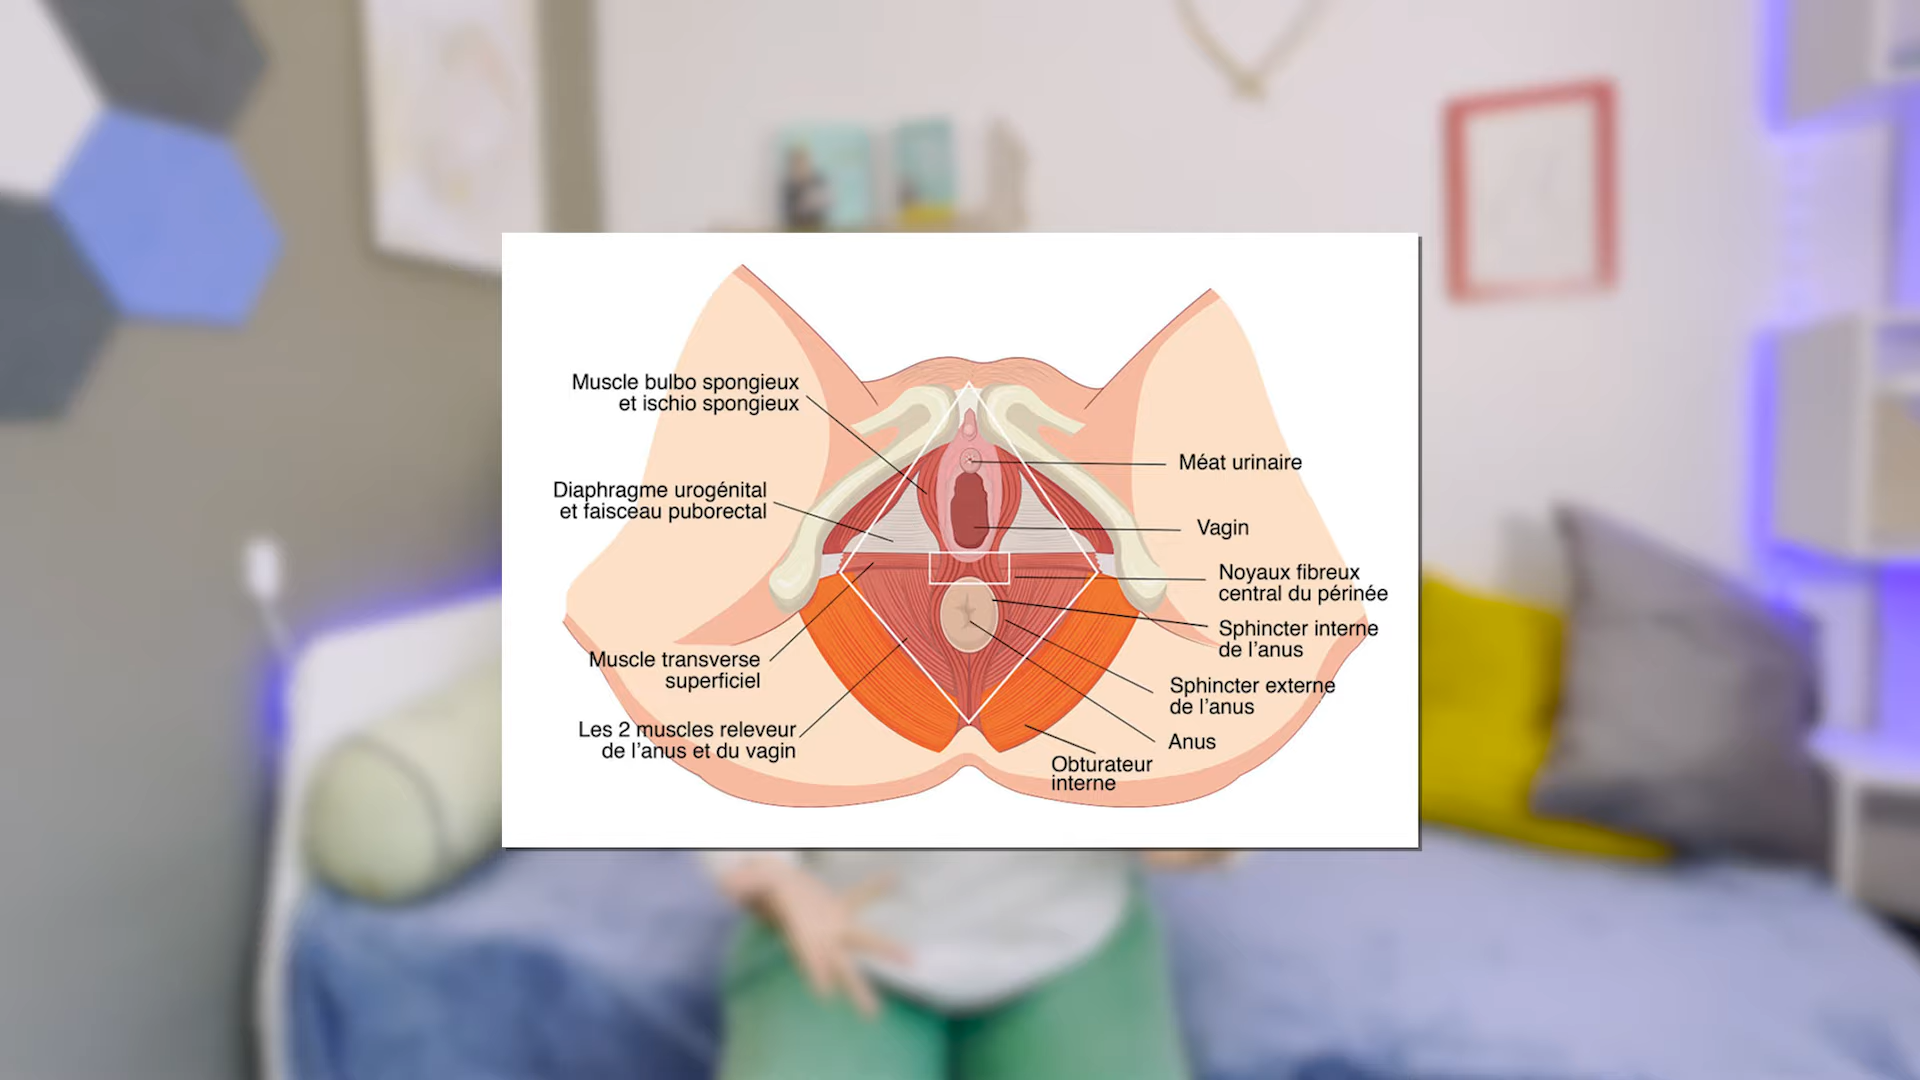 Muscle bulbo spongieux
et ischio spongieux
Diaphragme urogénital
et faisceau puborectal
Muscle transverse
superficiel
Les 2 muscles releveur
de l'anus et du vagin
Méat urinaire
Vagin
Noyaux fibreux
central du périnée
Sphincter interne
de l'anus
Sphincter externe
de l'anus
Anus
Obturateur
interne